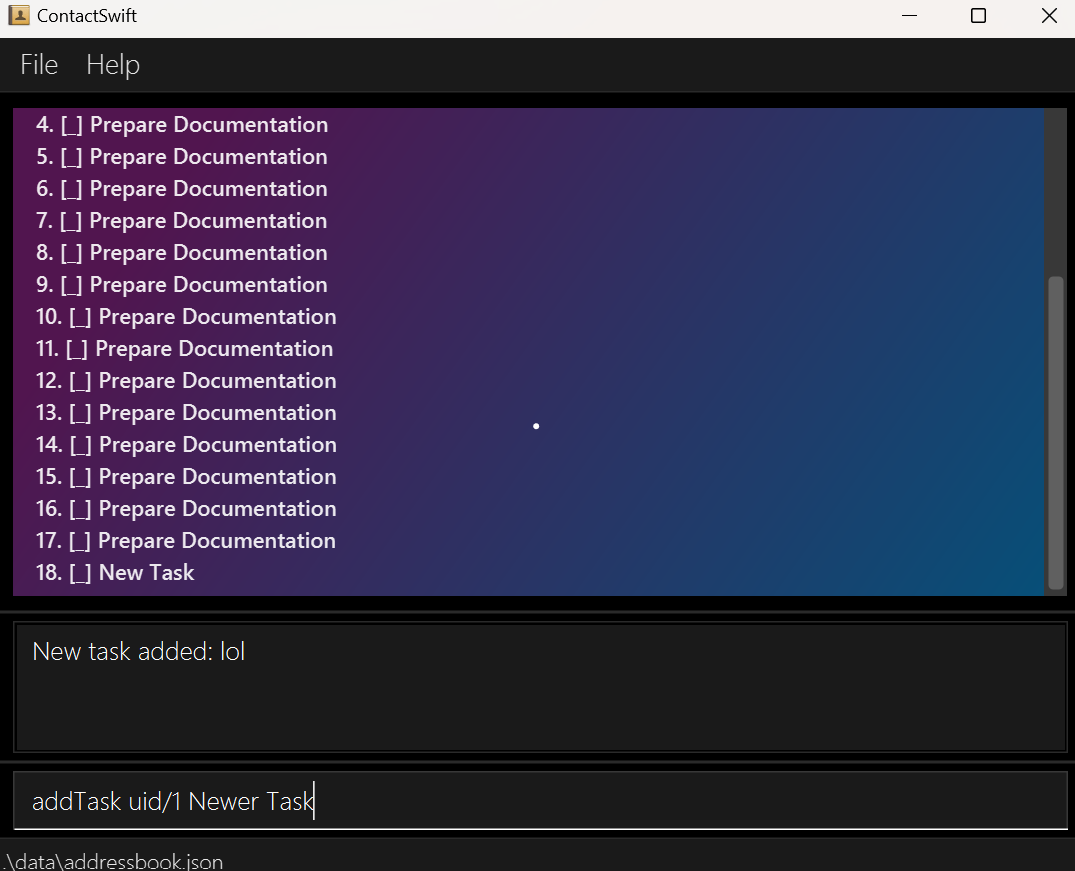 ContactSwift
File Help
4. [_] Prepare Documentation
5. [_] Prepare Documentation
6. [_] Prepare Documentation
7. [_] Prepare Documentation
8. [_] Prepare Documentation
9. [_] Prepare Documentation
10. [_] Prepare Documentation
11. [_] Prepare Documentation
12. [_] Prepare Documentation
13. [_] Prepare Documentation
14. [_] Prepare Documentation
15. [_] Prepare Documentation
16. [_] Prepare Documentation
17. [_] Prepare Documentation
18. [_] New Task
New task added: lol
addTask uid/1 Newer Task
.\data\addressbook.json